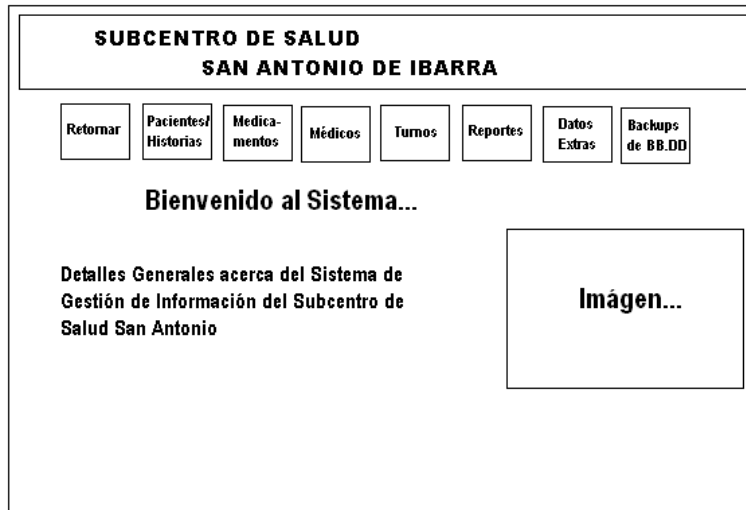 SUBCENTRO DE SALUD
SAN ANTONIO DE IBARRA
Retornar
Pacientes/
Historias
Medica-
mentos
Médicos
Turnos
Reportes
Datos
Extras
Backups
de BB.DD
Bienvenido al Sistema...
Detalles Generales acerca del Sistema de
Gestión de Información del Subcentro de
Salud San Antonio
Imágen...